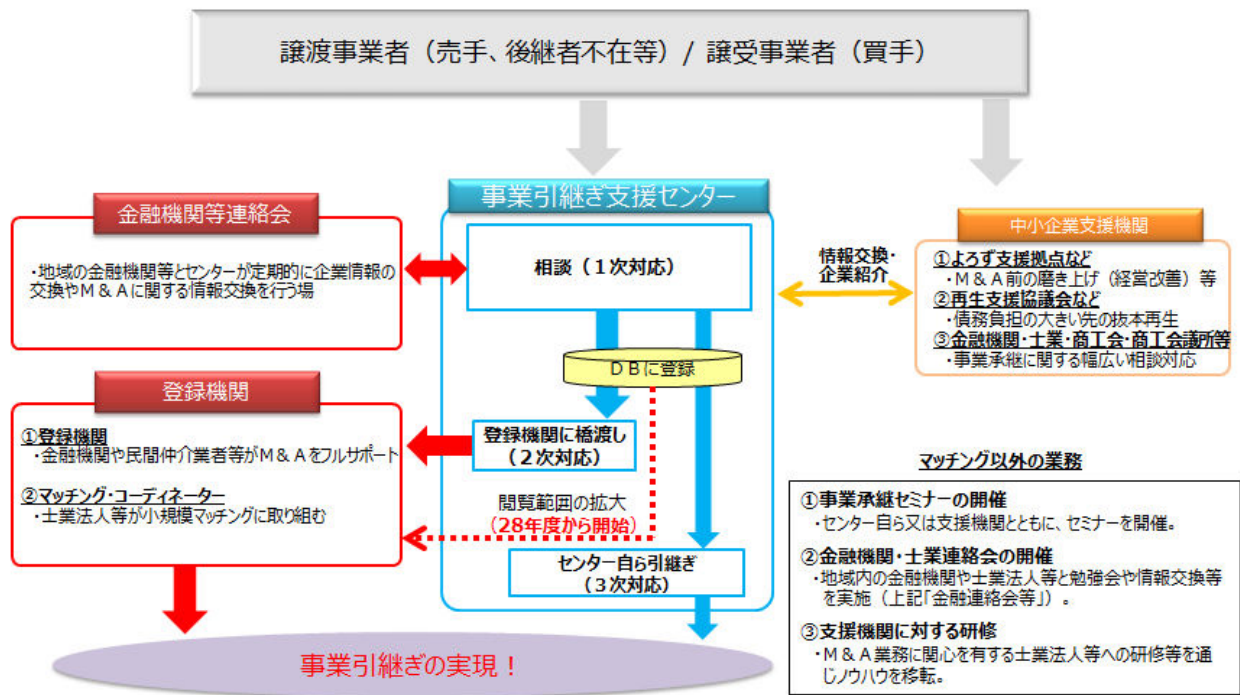 譲渡事業者（売手、後継者不在等）/ 譲受事業者（買手）
事業引継ぎ支援センター
金融機関等連絡会
・地域の金融機関等とセンターが定期的に企業情報の
交換やＭ＆Ａに関する情報交換を行う場
相談（１次対応）
情報交換・
企業紹介
中小企業支援機関
①よろず支援拠点など
・Ｍ＆Ａ前の磨き上げ（経営改善）等
②再生支援協議会など
・債務負担の大きい先の抜本再生
③金融機関・士業・商工会・商工会議所等
・事業承継に関する幅広い相談対応
ＤＢに登録
登録機関
①登録機関
・金融機関や民間仲介業者等がＭ＆Ａをフルサポート
②マッチング・コーディネーター
・士業法人等が小規模マッチングに取り組む
登録機関に橋渡し
（２次対応）
閲覧範囲の拡大
（28年度から開始）
センター自ら引継ぎ
（３次対応）
事業引継ぎの実現！
マッチング以外の業務
①事業承継セミナーの開催
・センター自ら又は支援機関とともに、セミナーを開催。
②金融機関・士業連絡会の開催
・地域内の金融機関や士業法人等と勉強会や情報交換等
を実施（上記「金融連絡会等」）。
③支援機関に対する研修
・Ｍ＆Ａ業務に関心を有する士業法人等への研修等を通
じノウハウを移転。